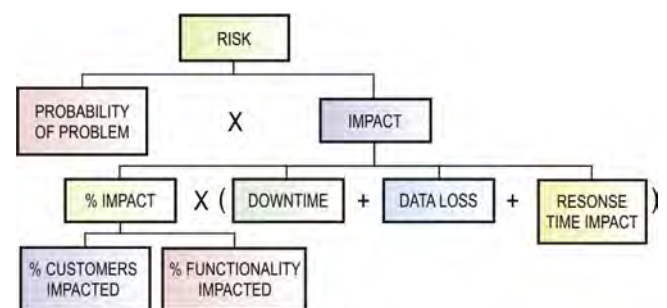 RISK
PROBABILITY
OF PROBLEM
X
IMPACT
% IMPACT
X (
DOWNTIME
+
DATA LOSS
+
RESONSE
TIME IMPACT
)
% CUSTOMERS
IMPACTED
% FUNCTIONALITY
IMPACTED